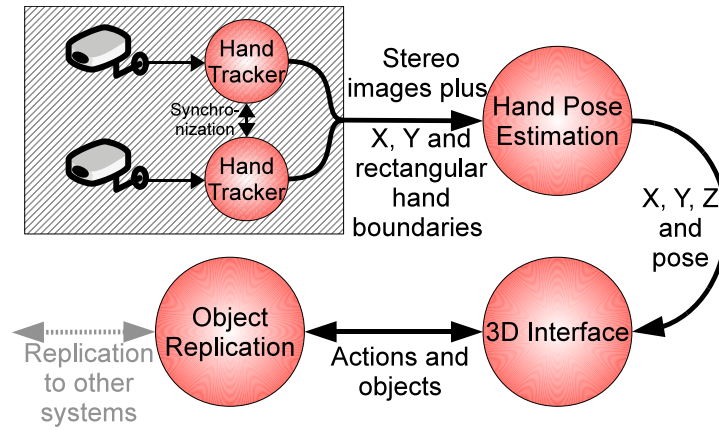 Hand
Tracker
Synchro-
nization
Hand
Tracker
Stereo
images plus
X, Y and
rectangular
hand
boundaries
Hand Pose
Estimation
X, Y, Z
and
pose
3D Interface
Actions and
objects
Object
Replication
Replication
to other
systems